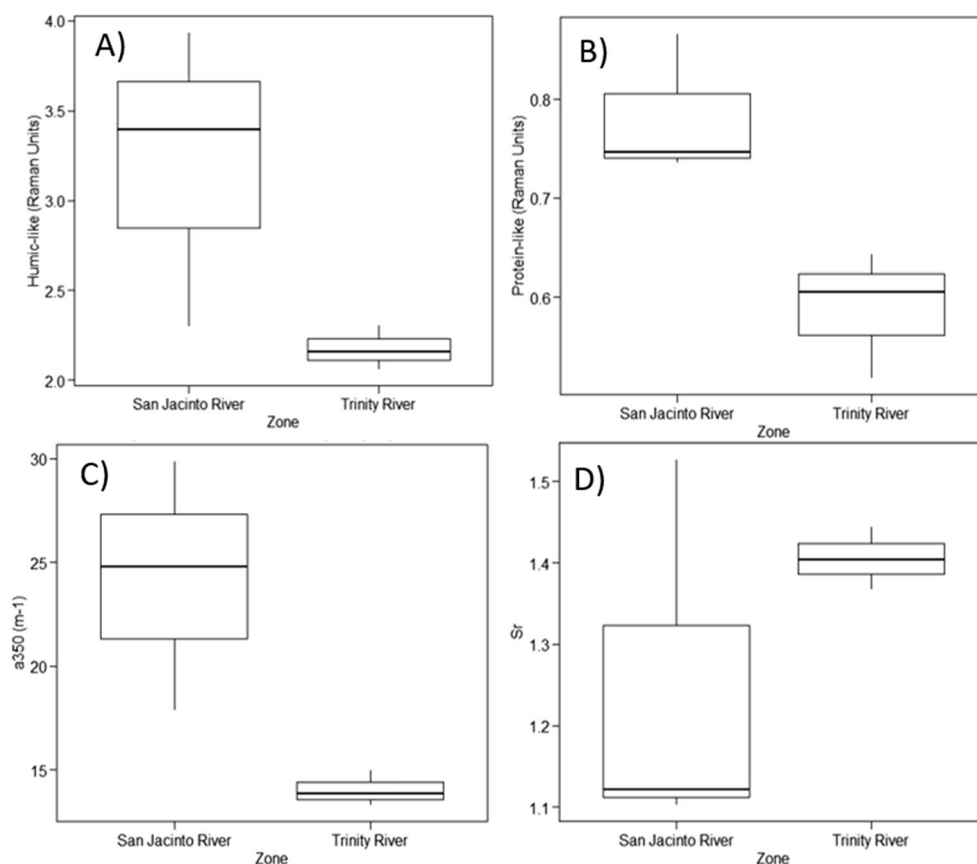 A)
Humic-like (Raman Units)
4.0
3.5
3.0
2.5
2.0
San Jacinto River
Trinity River
Zone
B)
Protein-like (Raman Units)
0.8
0.7
0.6
San Jacinto River
Trinity River
Zone
C)
a350 (m-1)
30
25
20
15
San Jacinto River
Trinity River
Zone
D)
Sr
1.5
1.4
1.3
1.2
1.1
San Jacinto River
Trinity River
Zone